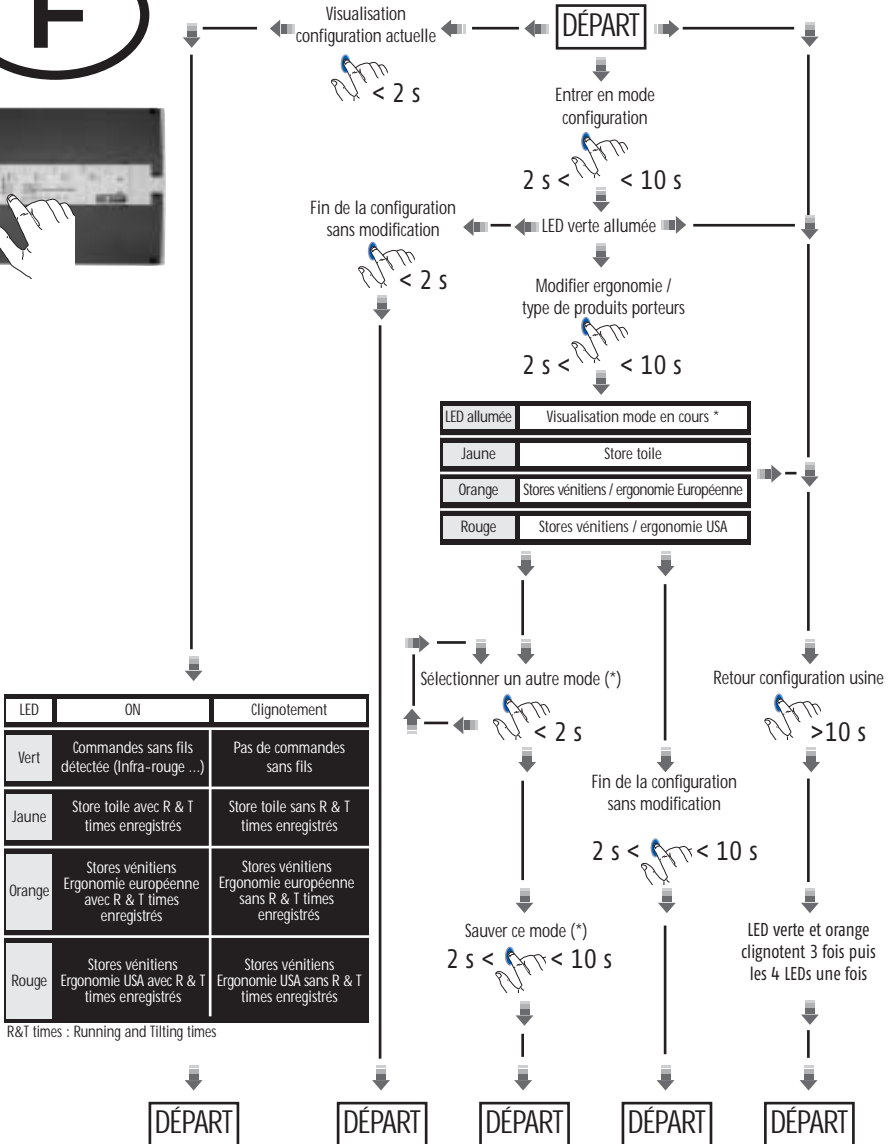 F
Visualisation
configuration actuelle
DÉPART
< 2 s
Entrer en mode
configuration
2 s < < 10 s
Fin de la configuration
sans modification
LED verte allumée
< 2 s
Modifier ergonomie /
type de produits porteurs
2 s < < 10 s
LED allumée Visualisation mode en cours *
Jaune Store toile
Orange Stores vénitiens / ergonomie Européenne
Rouge Stores vénitiens / ergonomie USA
Sélectionner un autre mode (*)
< 2 s
Retour configuration usine
>10 s
LED ON Clignotement
Vert Commandes sans fils Pas de commandes
détectée (Infra-rouge ...) sans fils
Jaune Store toile avec R & T Store toile sans R & T
times enregistrés times enregistrés
Orange Stores vénitiens Stores vénitiens
Ergonomie européenne Ergonomie européenne
avec R & T times sans R & T times
enregistrés enregistrés
Rouge Stores vénitiens Stores vénitiens
Ergonomie USA avec R & T Ergonomie USA sans R & T
times enregistrés times enregistrés
R&T times : Running and Tilting times
Fin de la configuration
sans modification
2 s < < 10 s
Sauver ce mode (*)
2 s < < 10 s
LED verte et orange
clignotent 3 fois puis
les 4 LEDs une fois
DÉPART DÉPART DÉPART DÉPART DÉPART